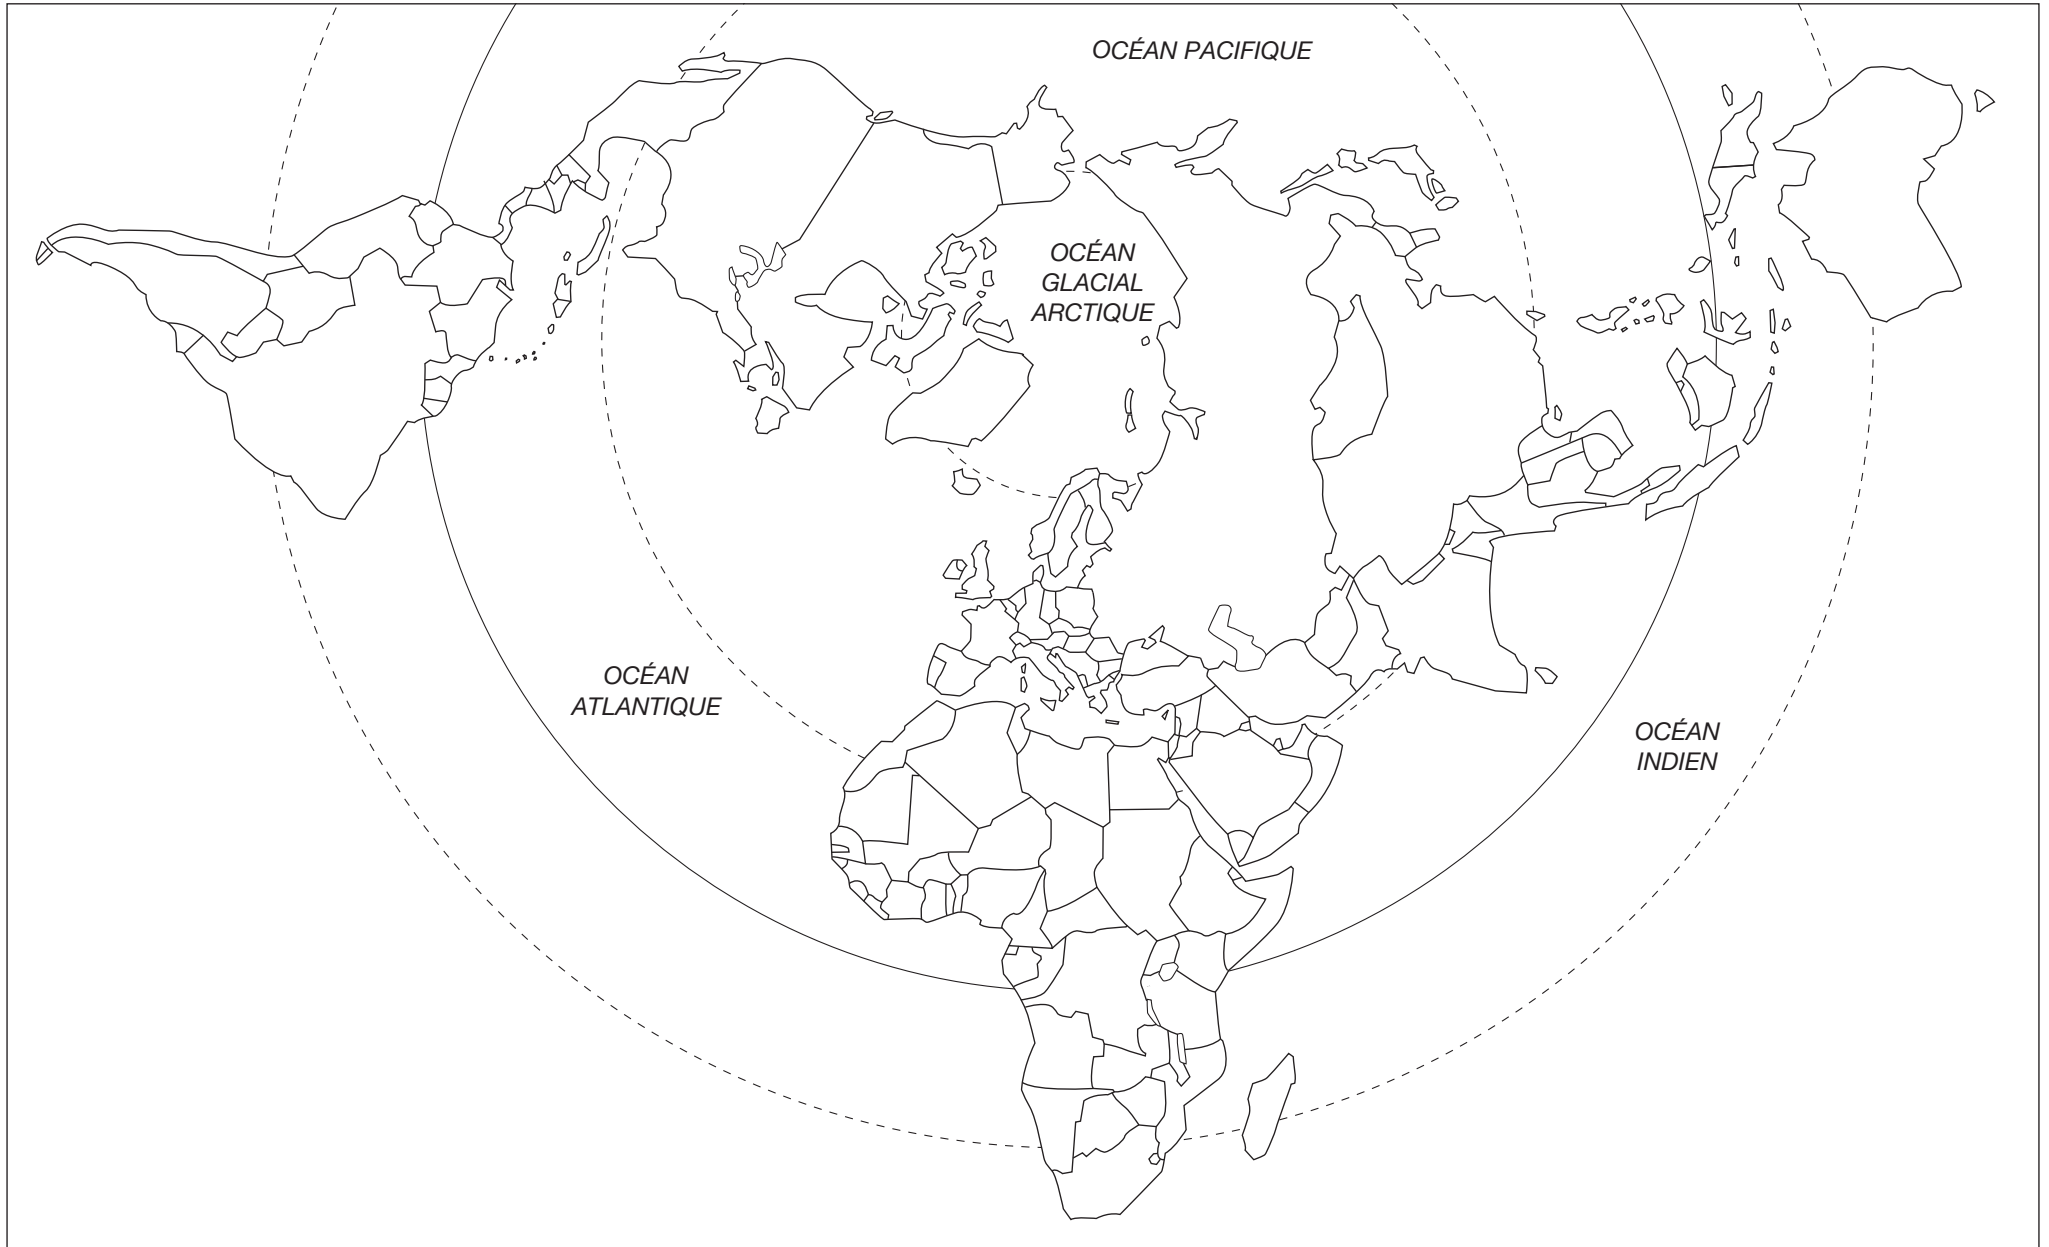 OCÉAN PACIFIQUE
OCÉAN
GLACIAL
ARCTIQUE
OCÉAN
ATLANTIQUE
OCÉAN
INDIEN